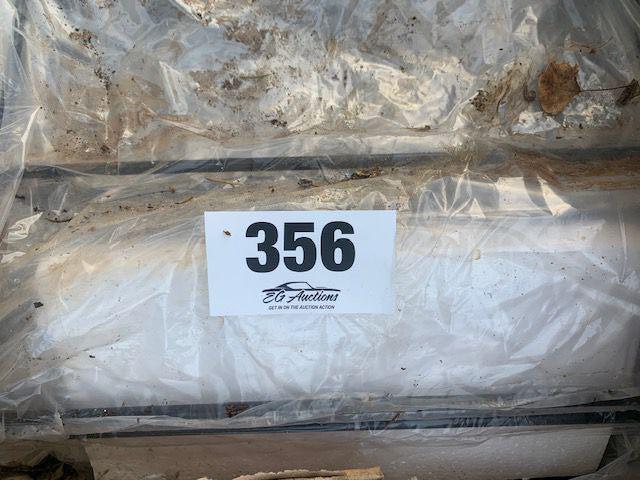 356
EG Auctions
GET IN ON THE AUCTION ACTION